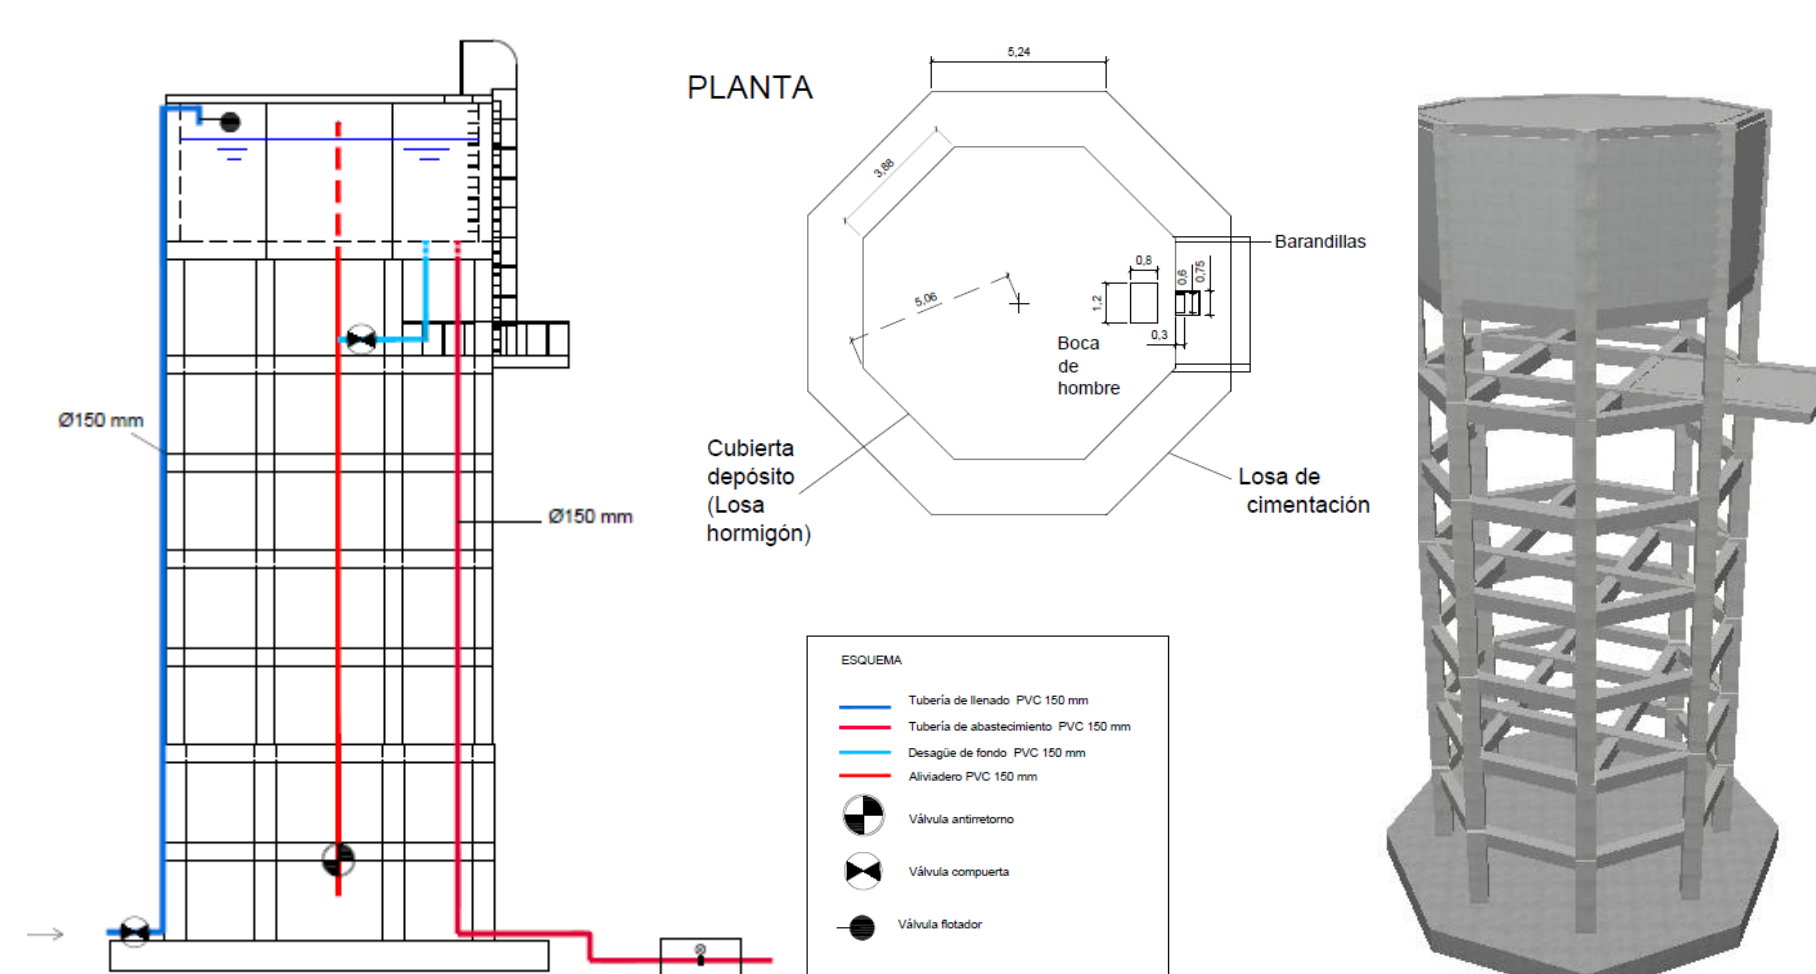 Ø150 mm
Ø150 mm
PLANTA
5,24
3,88
5,06
0,8
1,2
0,6
0,75
0,3
Barandillas
Boca
de
hombre
Cubierta
depósito
(Losa
hormigón)
Losa de
cimentación
ESQUEMA
Tubería de llenado PVC 150 mm
Tubería de abastecimiento PVC 150 mm
Desagüe de fondo PVC 150 mm
Aliviadero PVC 150 mm
Válvula antirretorno
Válvula compuerta
Válvula flotador